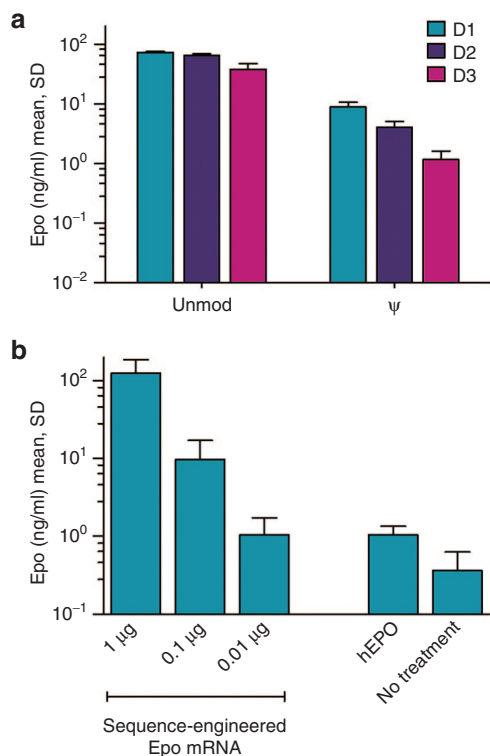 a
Epo (ng/ml) mean, SD
10²
10¹
10⁰
10⁻¹
10⁻²
D1
D2
D3
Unmod
ψ
b
Epo (ng/ml) mean, SD
10²
10¹
10⁰
10⁻¹
1 µg
0.1 µg
0.01 µg
hEPO
No treatment
Sequence-engineered
Epo mRNA